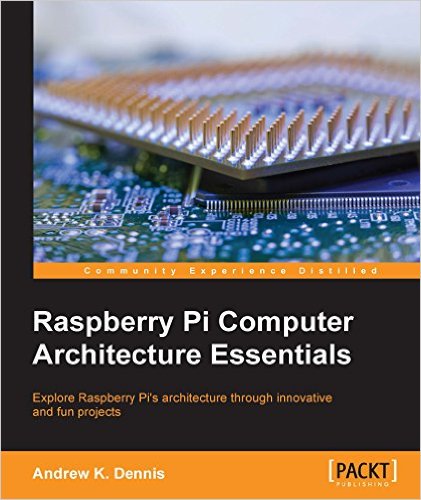 Community Experience Distilled
Raspberry Pi Computer
Architecture Essentials
Explore Raspberry Pi's architecture through innovative
and fun projects
Andrew K. Dennis
[PACKT]
PUBLISHING